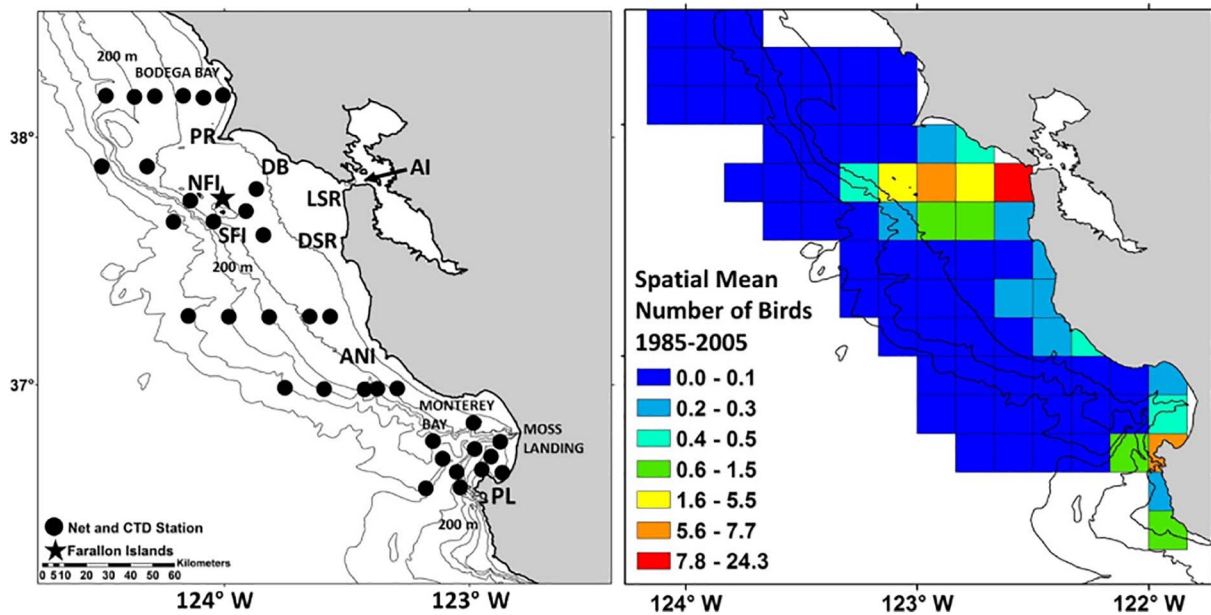 200 m
BODEGA BAY
38°
PR
DB
AI
NFI
LSR
SFI
DSR
200 m
ANI
37°
MONTEREY
BAY
MOSS
LANDING
PL
200 m
Net and CTD Station
Farallon Islands
Kilometers
0 5 10 20 30 40 50 60
124° W
123° W
Spatial Mean
Number of Birds
1985-2005
0.0 - 0.1
0.2 - 0.3
0.4 - 0.5
0.6 - 1.5
1.6 - 5.5
5.6 - 7.7
7.8 - 24.3
124° W
123° W
122° W